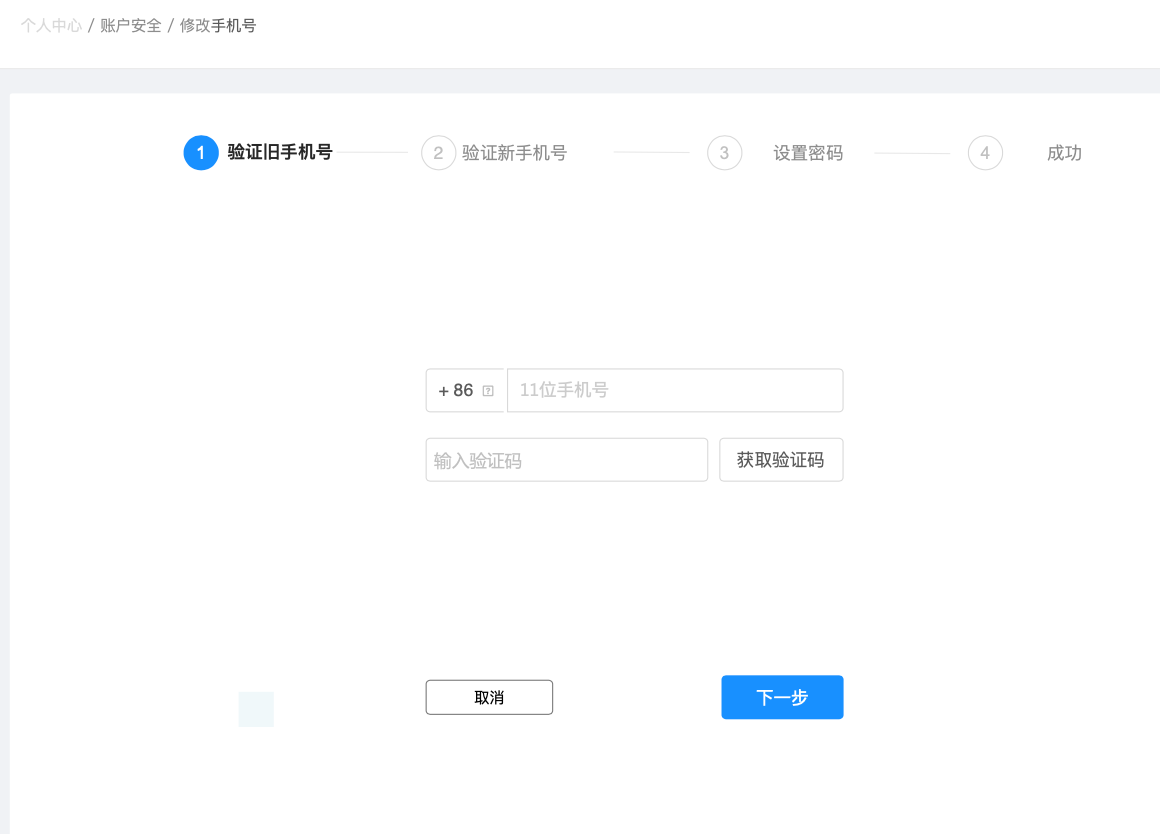 个人中心 / 账户安全 / 修改手机号
1 验证旧手机号 2 验证新手机号 3 设置密码 4 成功
+ 86 11位手机号
输入验证码 获取验证码
取消 下一步